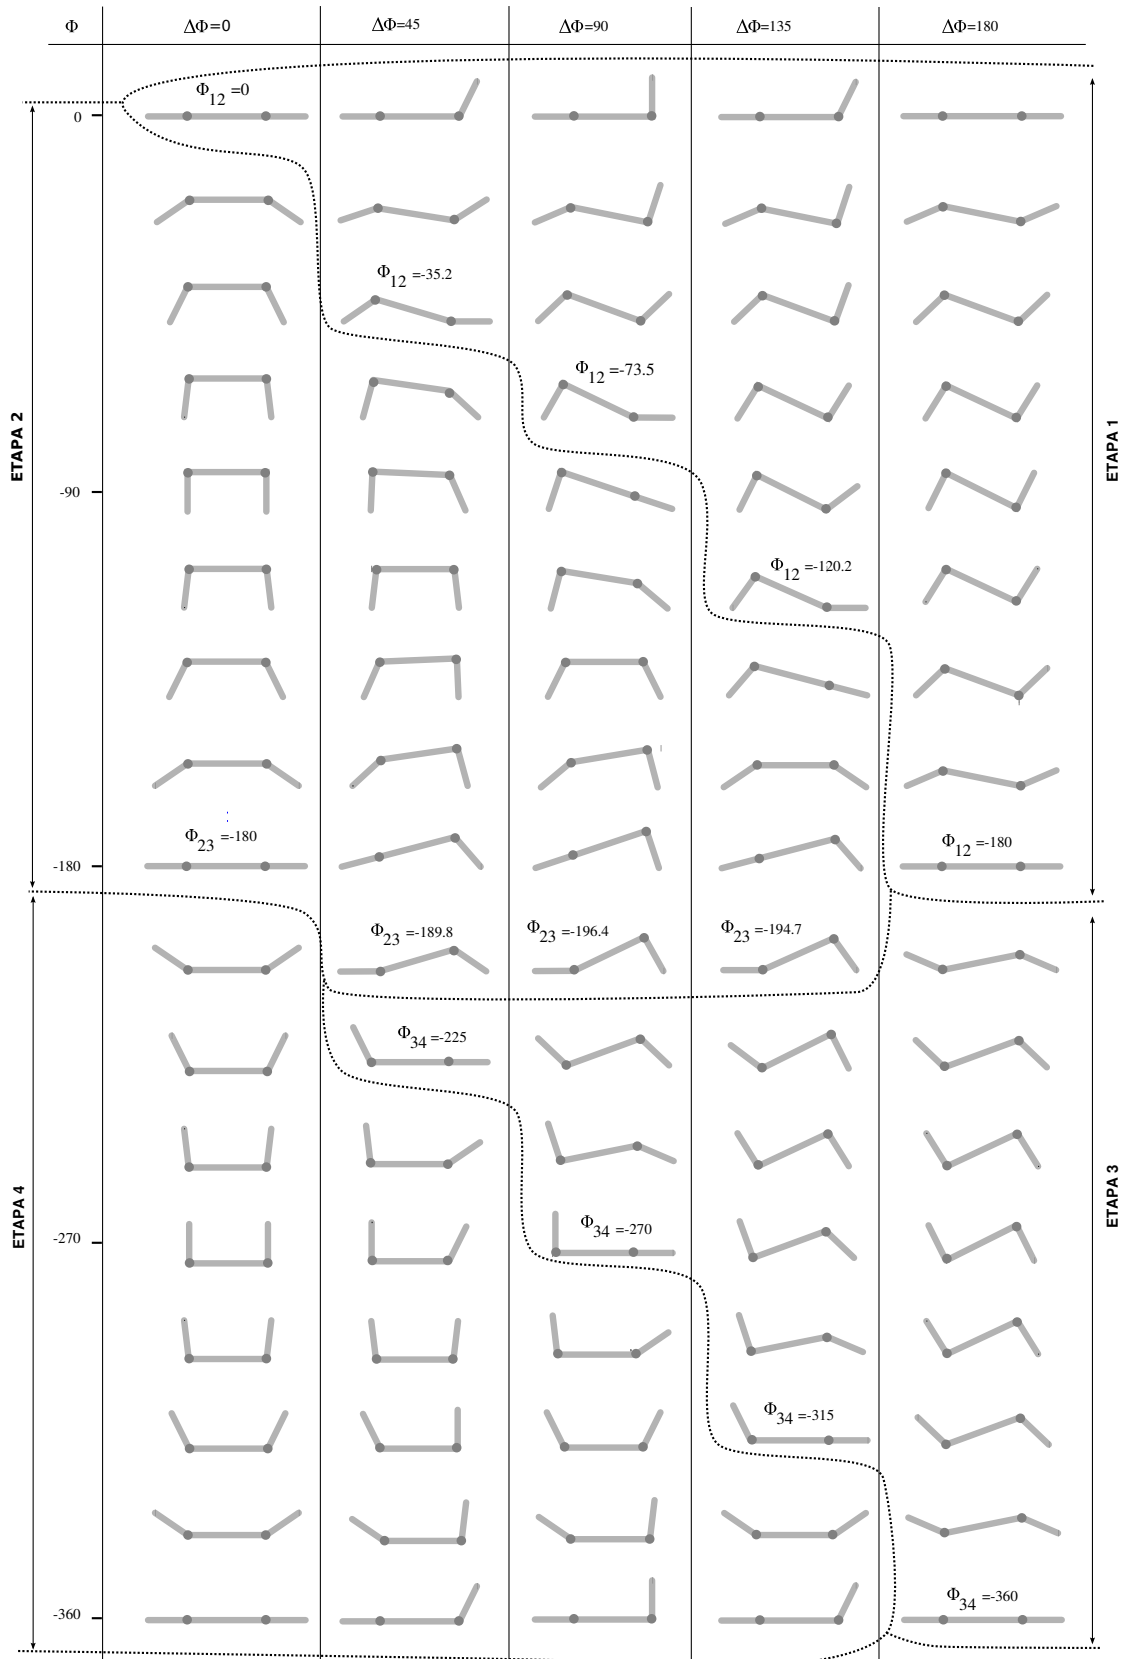 Φ ΔΦ=0 ΔΦ=45 ΔΦ=90 ΔΦ=135 ΔΦ=180
Φ12 =0
0
Φ12 =-35.2
Φ12 =-73.5
ETAPA 2
ETAPA 1
-90
Φ12 =-120.2
Φ23 =-180
Φ12 =-180
-180
Φ23 =-189.8
Φ23 =-196.4
Φ23 =-194.7
Φ34 =-225
ETAPA 4
ETAPA 3
Φ34 =-270
-270
Φ34 =-315
Φ34 =-360
-360